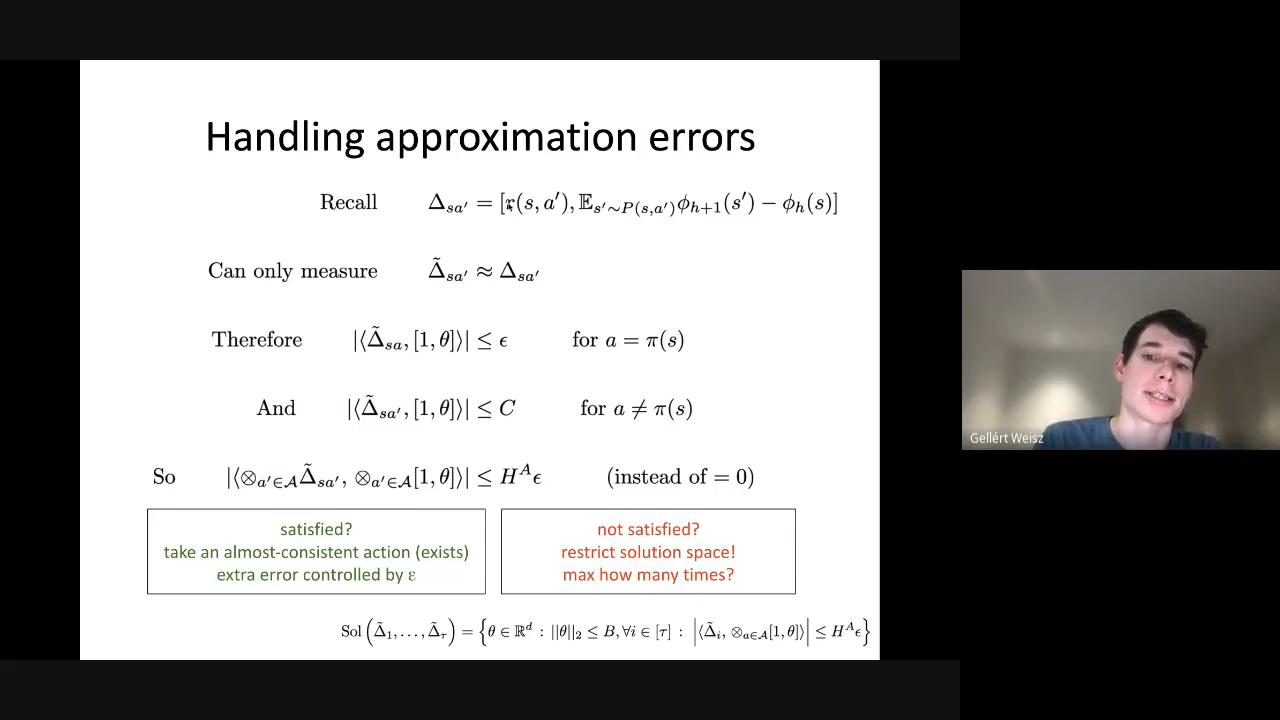 Handling approximation errors
Recall Δ_{sa'} = [r(s, a'), 𝔼_{s'∼P(s,a')}ϕ_{h+1}(s') − ϕ_h(s)]
Can only measure Δ̃_{sa'} ≈ Δ_{sa'}
Therefore |⟨Δ̃_{sa}, [1, θ]⟩| ≤ ϵ for a = π(s)
And |⟨Δ̃_{sa'}, [1, θ]⟩| ≤ C for a ≠ π(s)
So |⟨⊗_{a'∈𝒜}Δ̃_{sa'}, ⊗_{a'∈𝒜}[1, θ]⟩| ≤ H^A ϵ (instead of = 0)
satisfied?
take an almost-consistent action (exists)
extra error controlled by ε
not satisfied?
restrict solution space!
max how many times?
Sol(Δ̃_1, …, Δ̃_τ) = {θ ∈ ℝ^d : ||θ||_2 ≤ B, ∀i ∈ [τ] : |⟨Δ̃_i, ⊗_{a∈𝒜}[1, θ]⟩| ≤ H^A ϵ}
Gellért Weisz